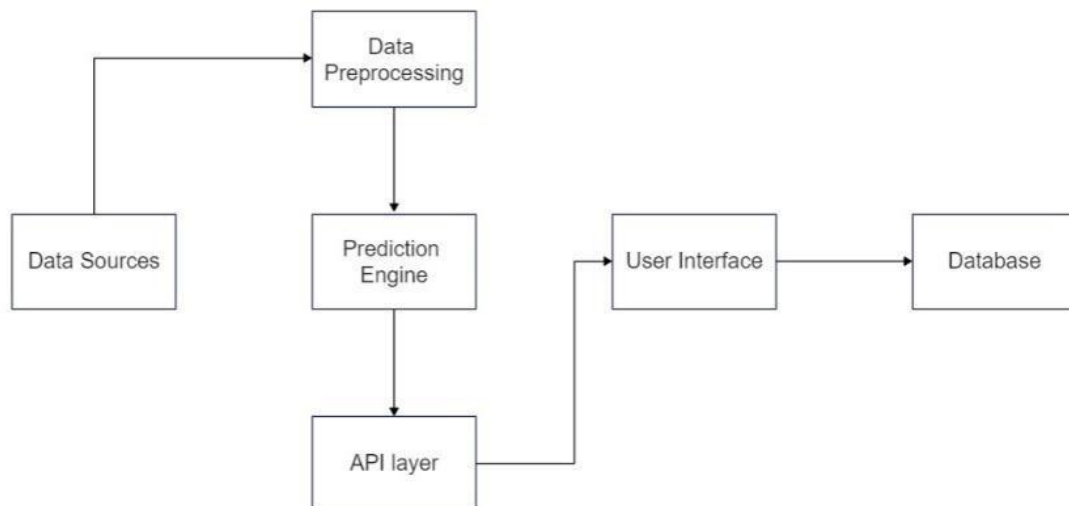 Data
Preprocessing
Data Sources
Prediction
Engine
User Interface
Database
API layer